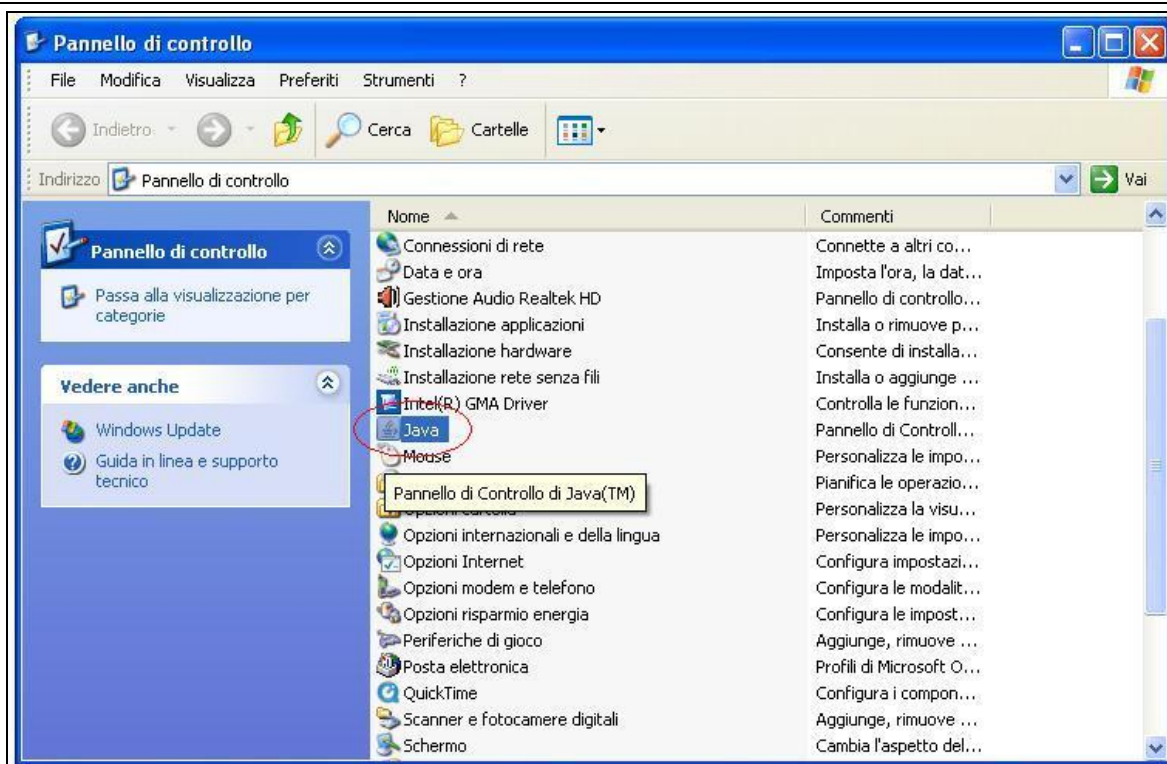 Pannello di controllo
File Modifica Visualizza Preferiti Strumenti ?
Indietro Cerca Cartelle
Indirizzo Pannello di controllo Vai
Pannello di controllo
Passa alla visualizzazione per
categorie
Vedere anche
Windows Update
Guida in linea e supporto
tecnico
Nome Commenti
Connessioni di rete Connette a altri co...
Data e ora Imposta l'ora, la dat...
Gestione Audio Realtek HD Pannello di controllo...
Installazione applicazioni Installa o rimuove p...
Installazione hardware Consente di installa...
Installazione rete senza fili Installa o aggiunge ...
Intel(R) GMA Driver Controlla le funzion...
Java Pannello di Controll...
Mouse Personalizza le impo...
Pianifica le operazio...
Pannello di Controllo di Java(TM)
Opzioni cartella Personalizza la visu...
Opzioni internazionali e della lingua Personalizza le impo...
Opzioni Internet Configura impostazi...
Opzioni modem e telefono Configura le modalit...
Opzioni risparmio energia Configura le impost...
Periferiche di gioco Aggiunge, rimuove ...
Posta elettronica Profili di Microsoft O...
QuickTime Configura i compon...
Scanner e fotocamere digitali Aggiunge, rimuove ...
Schermo Cambia l'aspetto del...